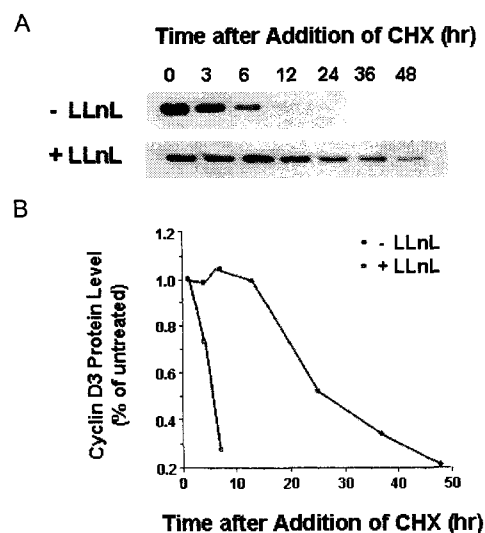 A
Time after Addition of CHX (hr)
0 3 6 12 24 36 48
- LLnL
+ LLnL
B
1.2
1.0
0.8
0.6
0.4
0.2
0 10 20 30 40 50
Cyclin D3 Protein Level
(% of untreated)
- LLnL
+ LLnL
Time after Addition of CHX (hr)